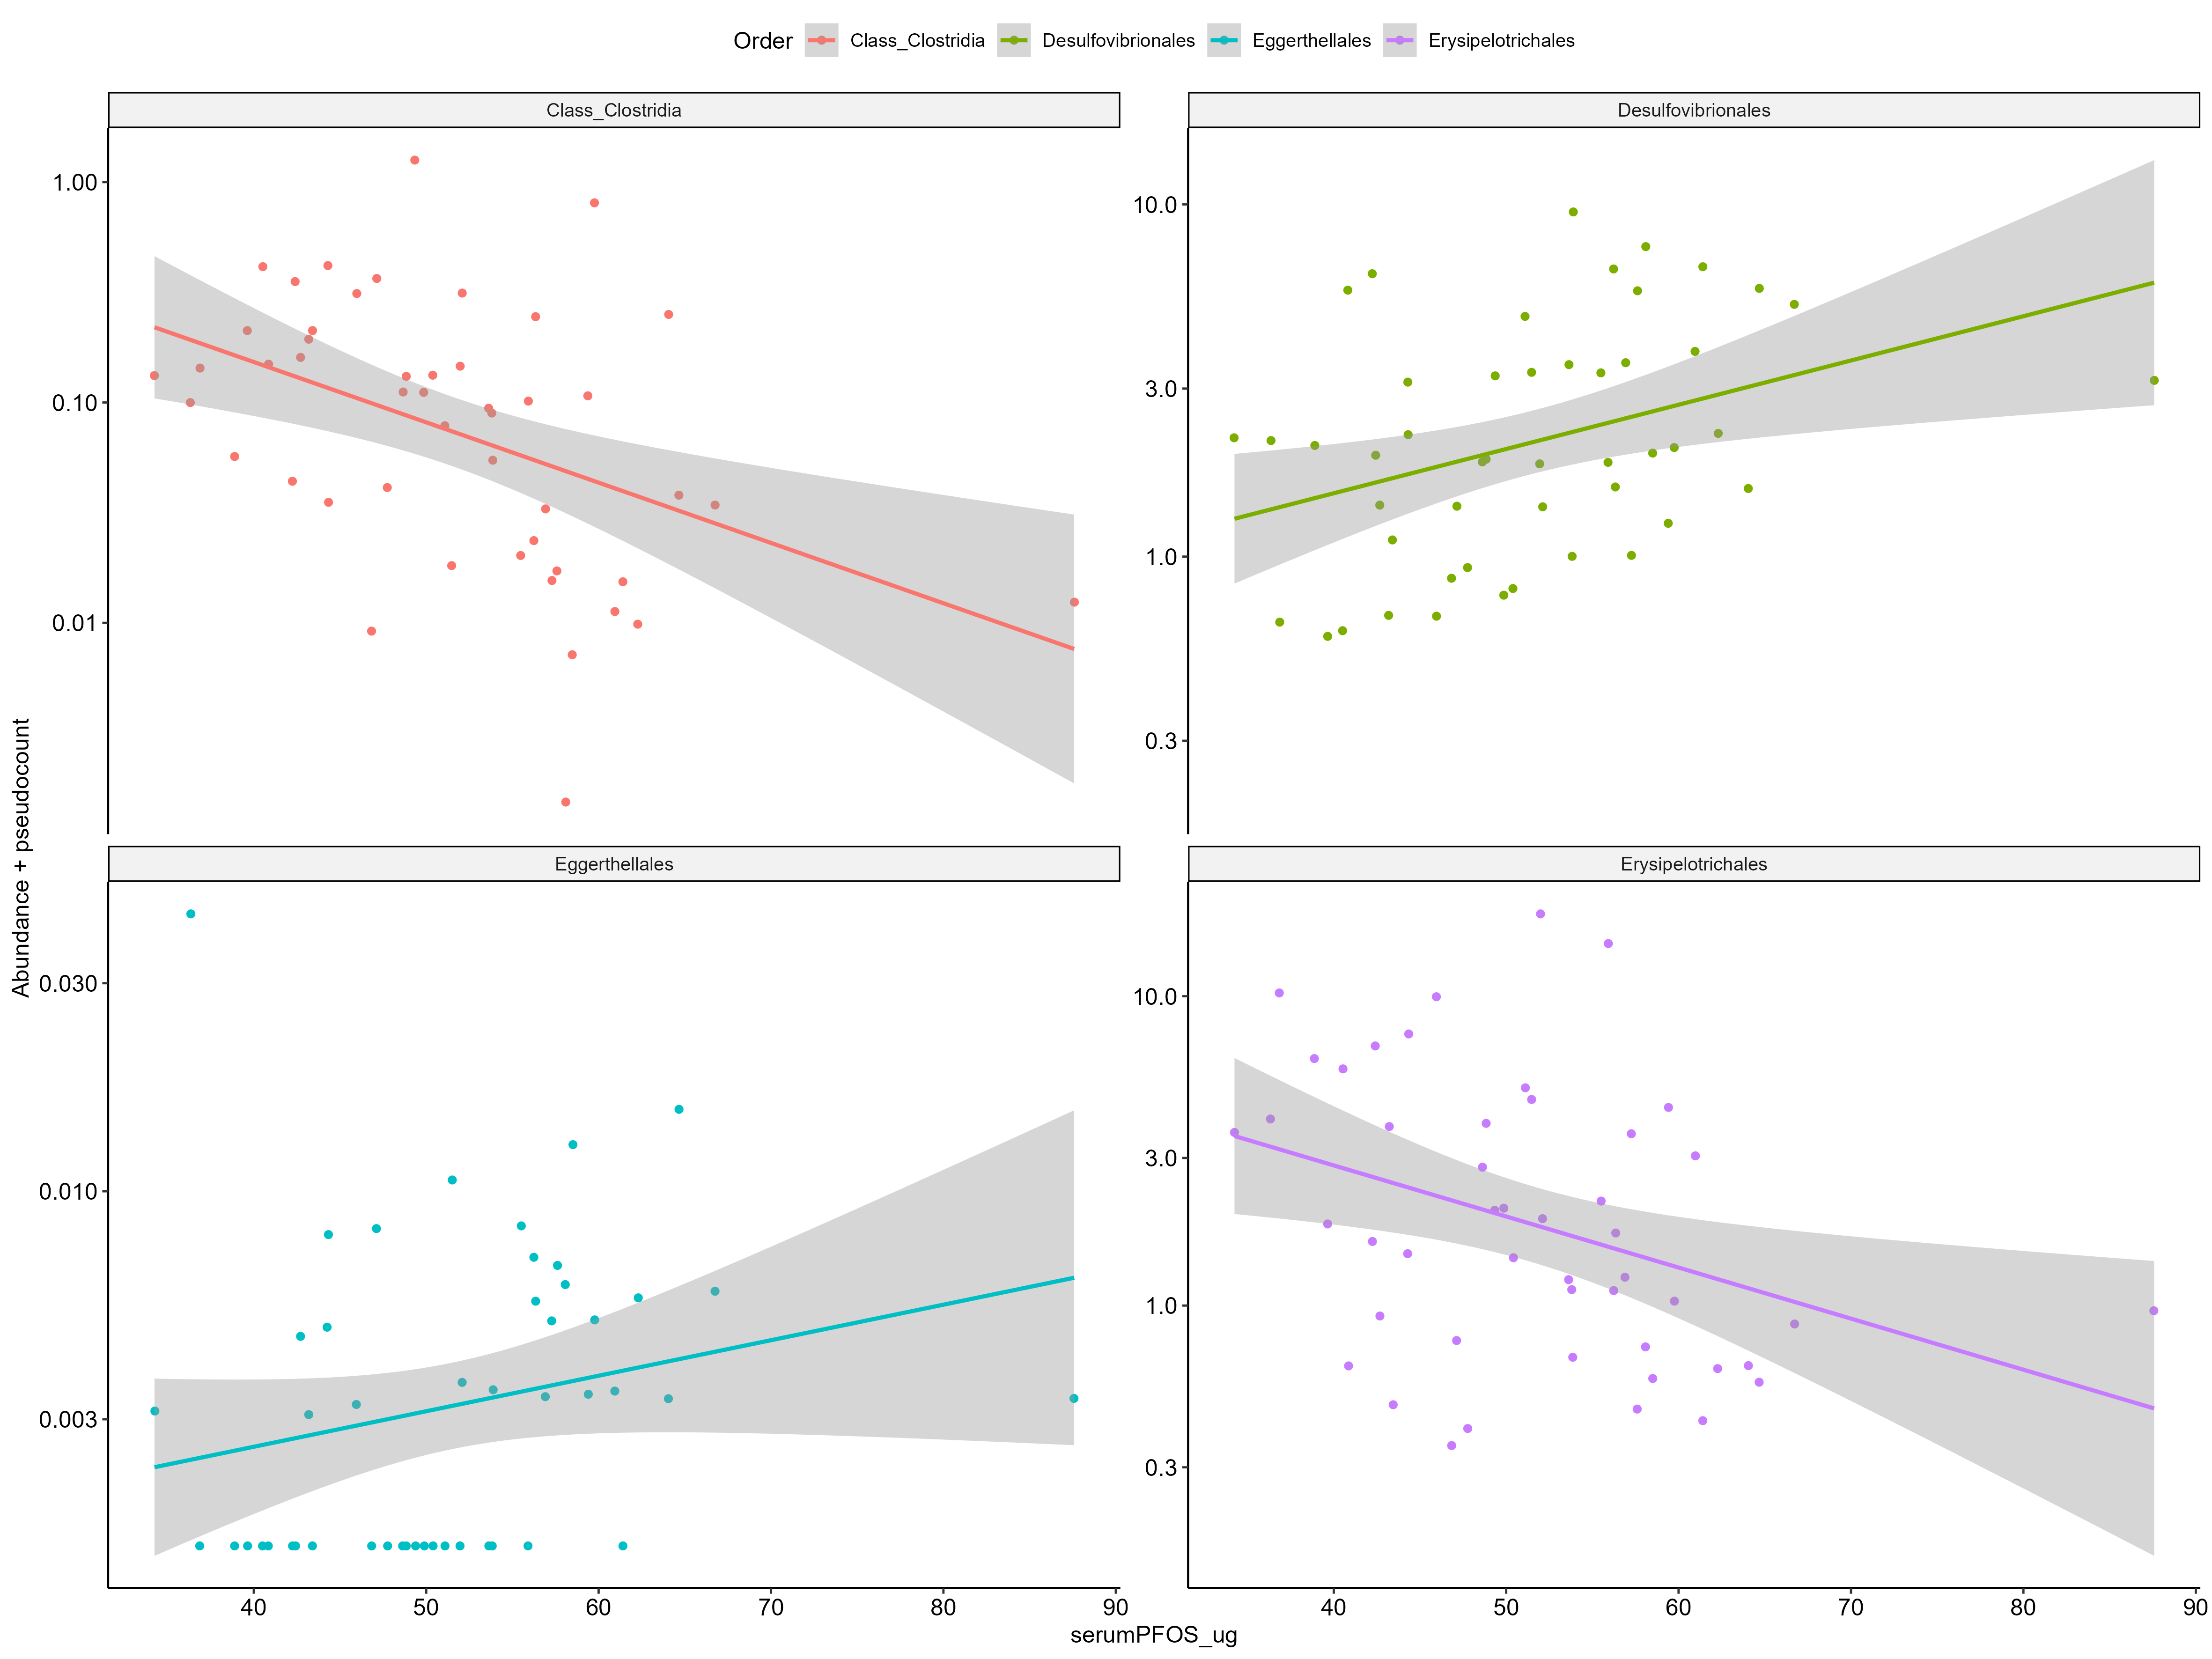 Order Class_Clostridia Desulfovibrionales Eggerthellales Erysipelotrichales
Class_Clostridia
Desulfovibrionales
1.00
0.10
0.01
10.0
3.0
1.0
0.3
Abundance + pseudocount
Eggerthellales
Erysipelotrichales
0.030
0.010
0.003
10.0
3.0
1.0
0.3
40 50 60 70 80 90
40 50 60 70 80 90
serumPFOS_ug